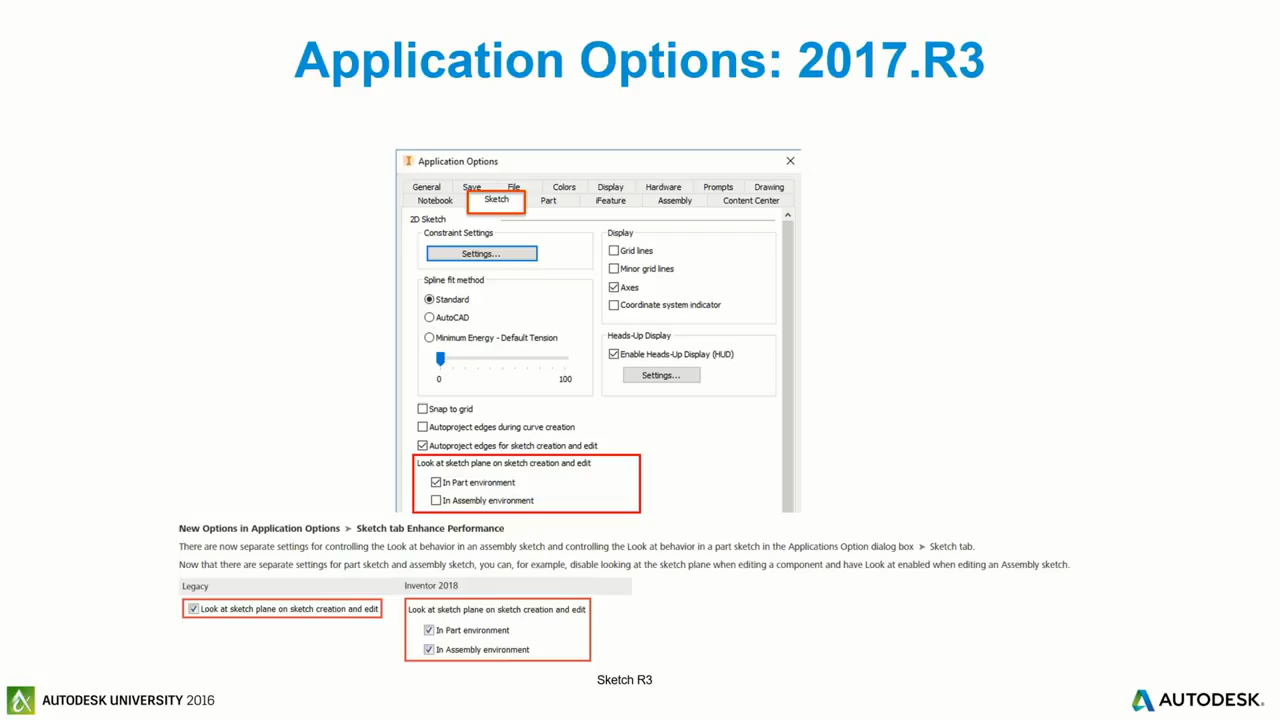 Application Options: 2017.R3
Application Options
General Save File Colors Display Hardware Prompts Drawing
Notebook Sketch Part iFeature Assembly Content Center
2D Sketch
Constraint Settings
Settings...
Display
Grid lines
Minor grid lines
Axes
Coordinate system indicator
Spline fit method
Standard
AutoCAD
Minimum Energy - Default Tension
0 100
Heads-Up Display
Enable Heads-Up Display (HUD)
Settings...
Snap to grid
Autoproject edges during curve creation
Autoproject edges for sketch creation and edit
Look at sketch plane on sketch creation and edit
In Part environment
In Assembly environment
New Options in Application Options ➤ Sketch tab Enhance Performance
There are now separate settings for controlling the Look at behavior in an assembly sketch and controlling the Look at behavior in a part sketch in the Applications Option dialog box ➤ Sketch tab.
Now that there are separate settings for part sketch and assembly sketch, you can, for example, disable looking at the sketch plane when editing a component and have Look at enabled when editing an Assembly sketch.
Legacy Inventor 2018
Look at sketch plane on sketch creation and edit
Look at sketch plane on sketch creation and edit
In Part environment
In Assembly environment
Sketch R3
AUTODESK UNIVERSITY 2016
AUTODESK.